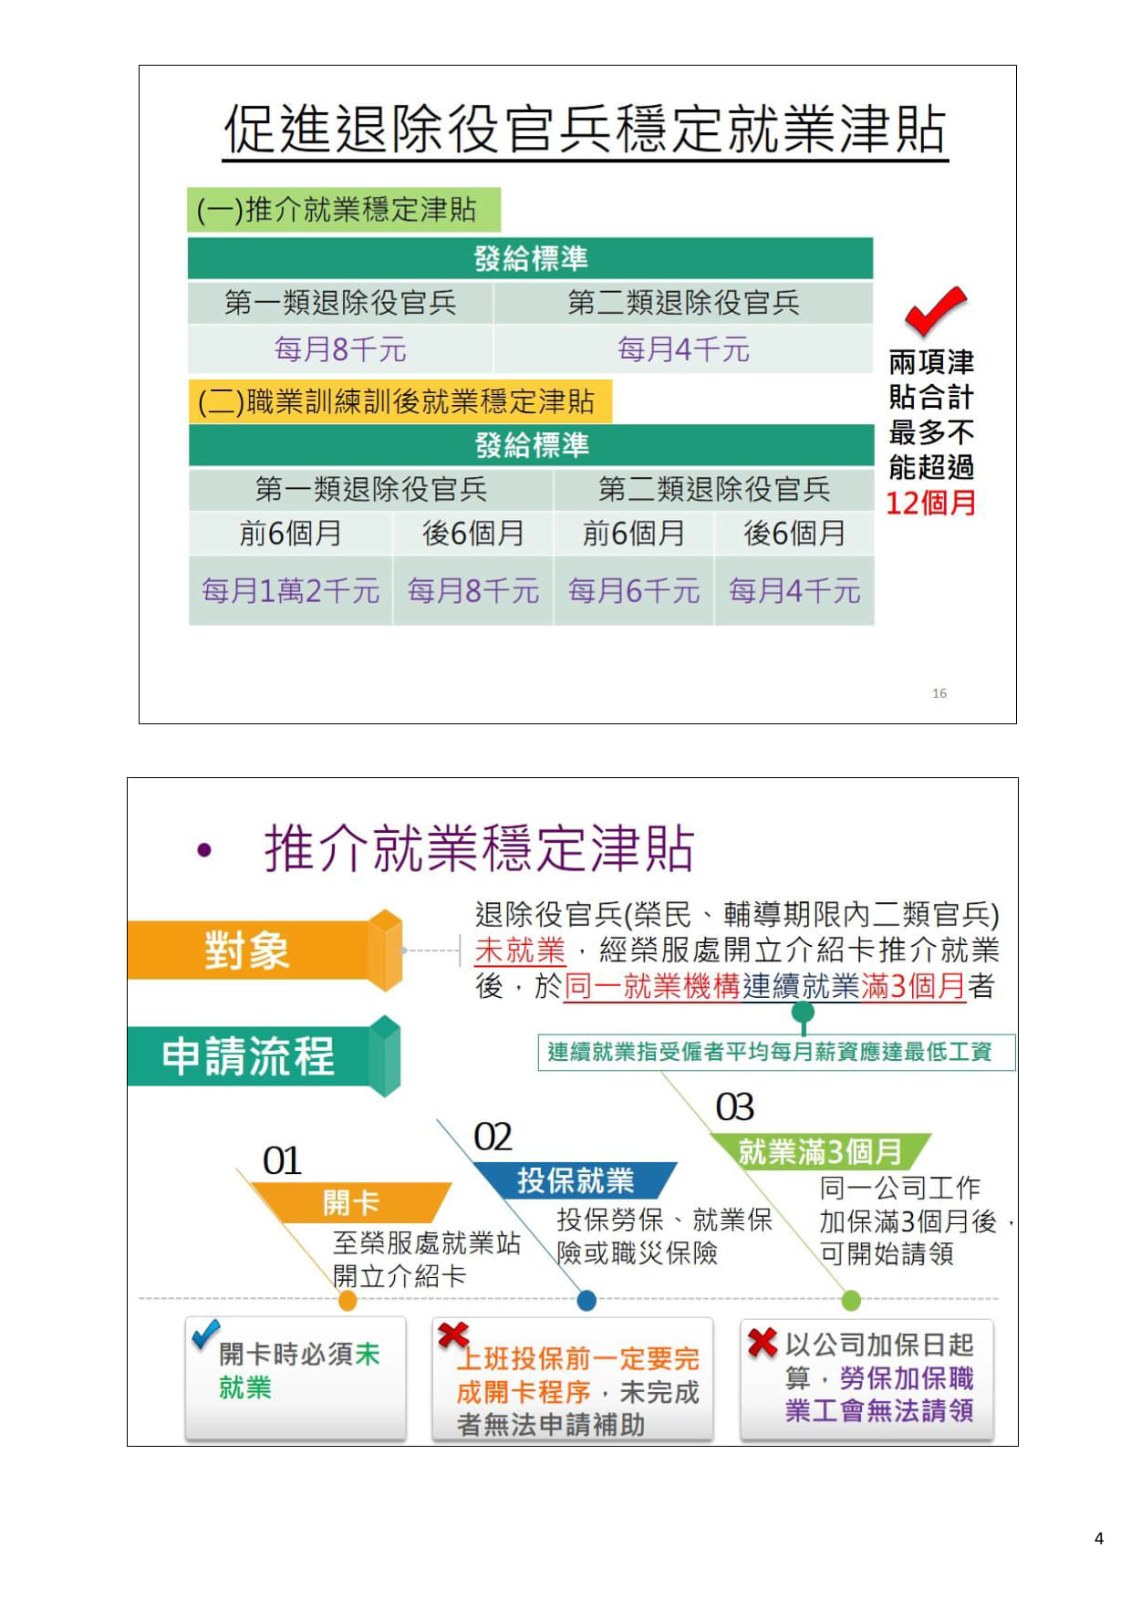 促進退除役官兵穩定就業津貼
(一)推介就業穩定津貼
發給標準
第一類退除役官兵 第二類退除役官兵
每月8千元 每月4千元
(二)職業訓練訓後就業穩定津貼
發給標準
第一類退除役官兵 第二類退除役官兵
前6個月 後6個月 前6個月 後6個月
每月1萬2千元 每月8千元 每月6千元 每月4千元
兩項津
貼合計
最多不
能超過
12個月
16
• 推介就業穩定津貼
對象
退除役官兵(榮民、輔導期限內二類官兵)
未就業，經榮服處開立介紹卡推介就業
後，於同一就業機構連續就業滿3個月者
連續就業指受僱者平均每月薪資應達最低工資
申請流程
01
開卡
至榮服處就業站
開立介紹卡
開卡時必須未
就業
02
投保就業
投保勞保、就業保
險或職災保險
上班投保前一定要完
成開卡程序，未完成
者無法申請補助
03
就業滿3個月
同一公司工作
加保滿3個月後，
可開始請領
以公司加保日起
算，勞保加保職
業工會無法請領
4